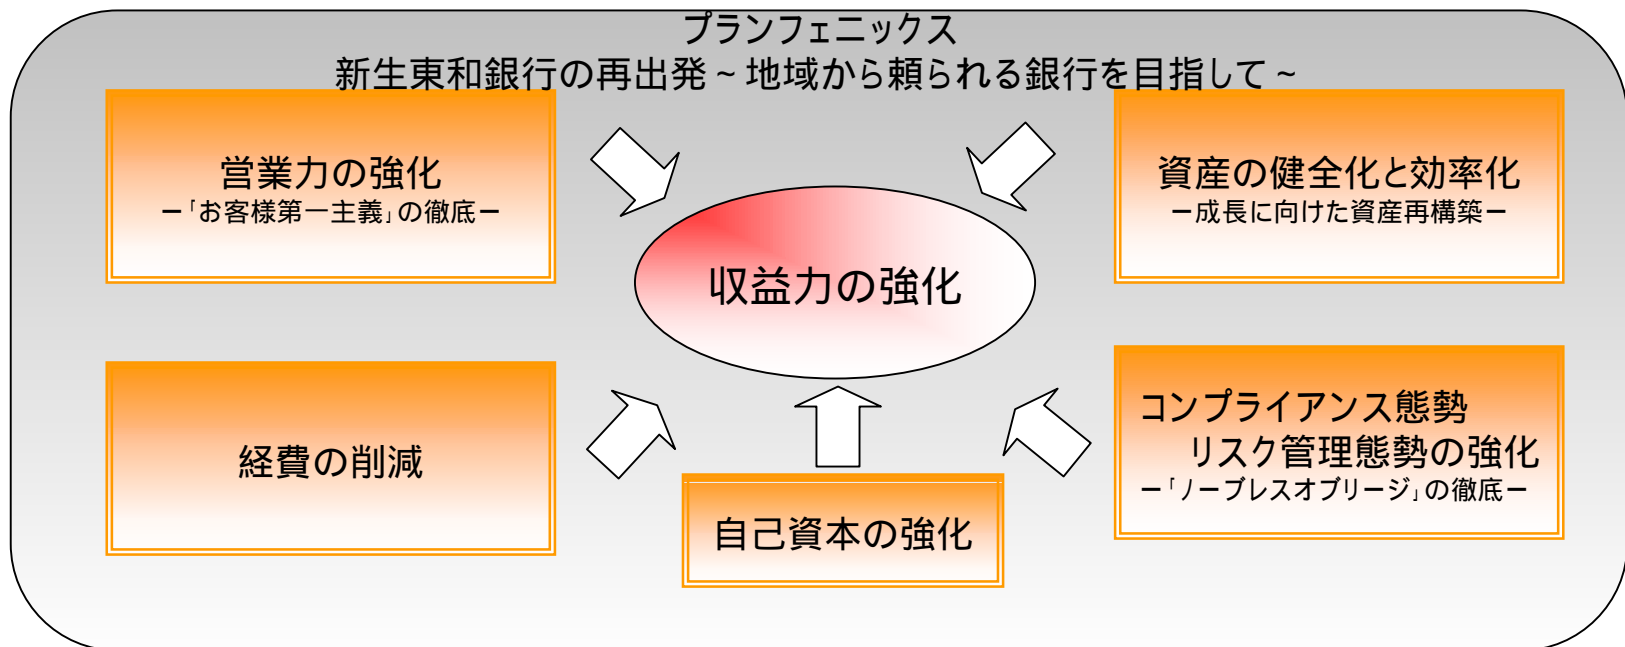 プランフェニックス
新生東和銀行の再出発～地域から頼られる銀行を目指して～
営業力の強化
－「お客様第一主義」の徹底－
資産の健全化と効率化
－成長に向けた資産再構築－
収益力の強化
経費の削減
自己資本の強化
コンプライアンス態勢
リスク管理態勢の強化
－「ノーブレスオブリージ」の徹底－